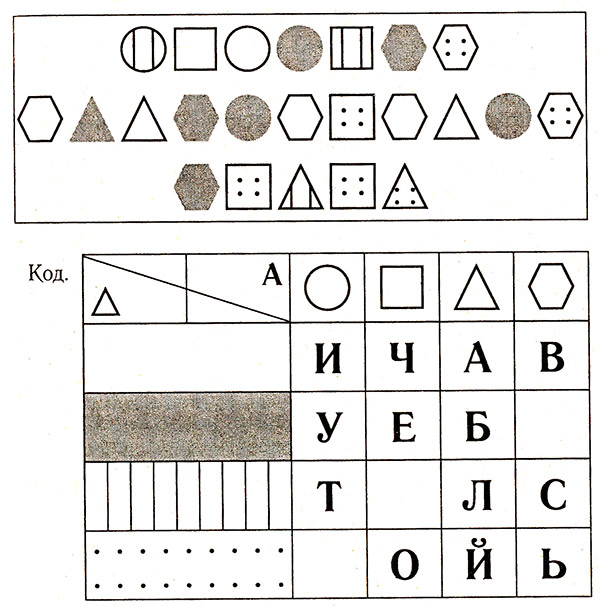 Код. А
И Ч А В
У Е Б
Т Л С
О Й Ь